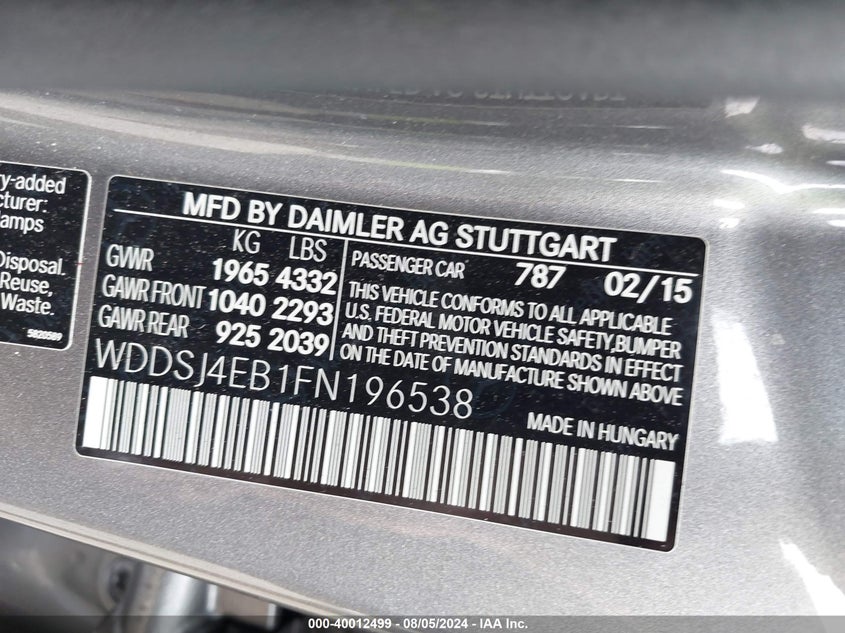 ry-added
cturer:
amps
Disposal.
Reuse,
Waste.
5820589
MFD BY DAIMLER AG STUTTGART
KG LBS
GVWR 1965 4332
GAWR FRONT 1040 2293
GAWR REAR 925 2039
PASSENGER CAR 787 02/15
THIS VEHICLE CONFORMS TO ALL APPLICABLE
U.S. FEDERAL MOTOR VEHICLE SAFETY,BUMPER
AND THEFT PREVENTION STANDARDS IN EFFECT
ON THE DATE OF MANUFACTURE SHOWN ABOVE
WDDSJ4EB1FN196538
MADE IN HUNGARY
000-40012499 - 08/05/2024 - IAA Inc.